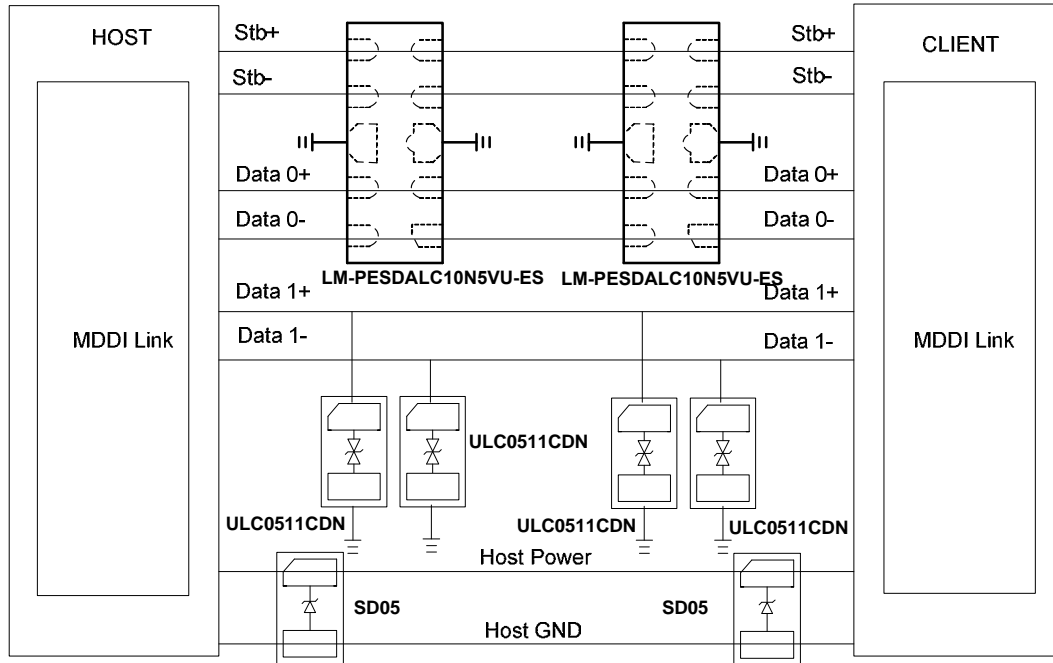 HOST
CLIENT
Stb+
Stb+
Stb-
Stb-
Data 0+
Data 0+
Data 0-
Data 0-
LM-PESDALC10N5VU-ES
LM-PESDALC10N5VU-ES
Data 1+
Data 1+
Data 1-
Data 1-
MDDI Link
MDDI Link
ULC0511CDN
ULC0511CDN
ULC0511CDN
ULC0511CDN
Host Power
SD05
SD05
Host GND